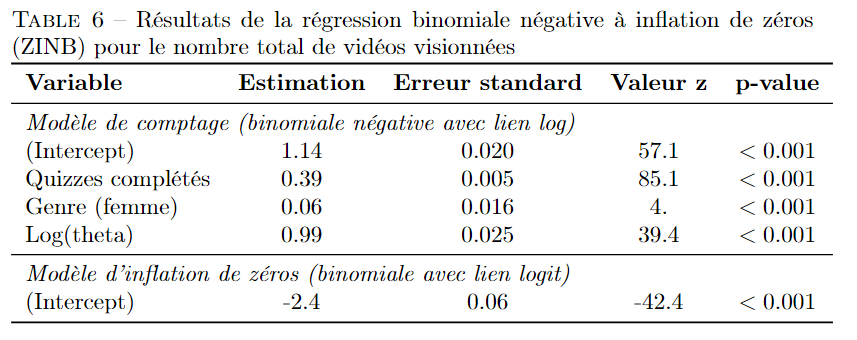 TABLE 6 – Résultats de la régression binomiale négative à inflation de zéros
(ZINB) pour le nombre total de vidéos visionnées
Variable Estimation Erreur standard Valeur z p-value
Modèle de comptage (binomiale négative avec lien log)
(Intercept) 1.14 0.020 57.1 < 0.001
Quizzes complétés 0.39 0.005 85.1 < 0.001
Genre (femme) 0.06 0.016 4. < 0.001
Log(theta) 0.99 0.025 39.4 < 0.001
Modèle d'inflation de zéros (binomiale avec lien logit)
(Intercept) -2.4 0.06 -42.4 < 0.001